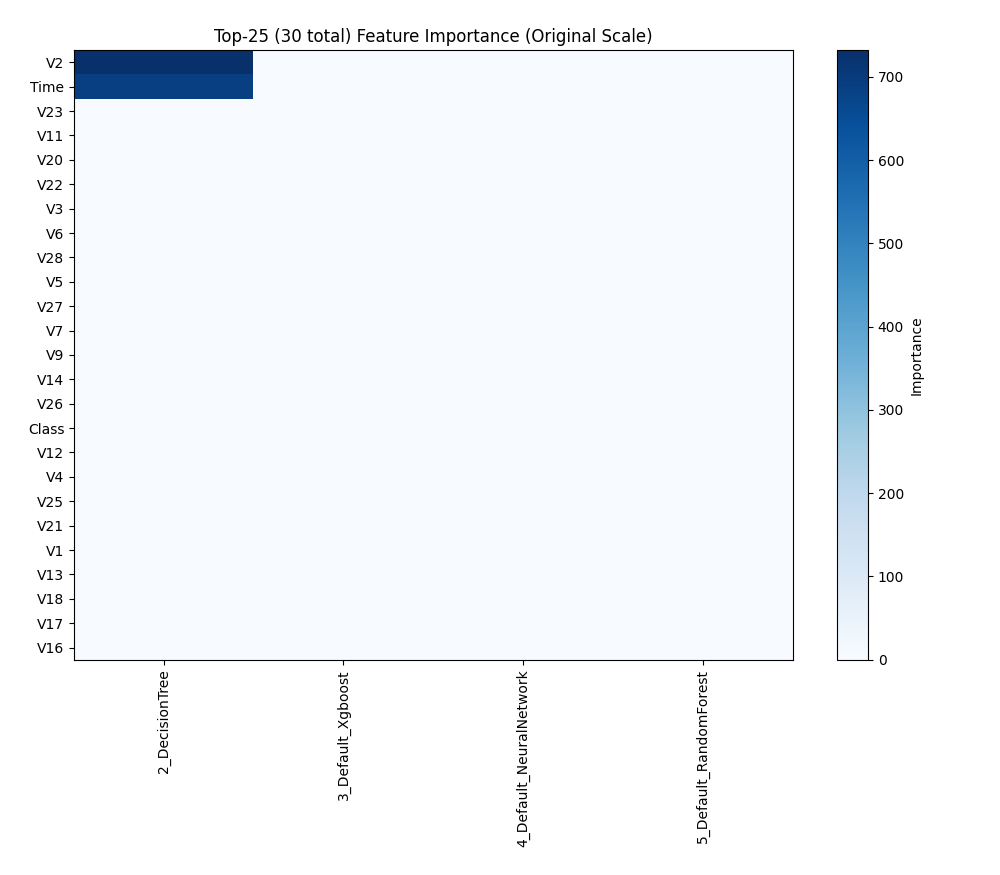 Top-25 (30 total) Feature Importance (Original Scale)
V2
Time
V23
V11
V20
V22
V3
V6
V28
V5
V27
V7
V9
V14
V26
Class
V12
V4
V25
V21
V1
V13
V18
V17
V16
2_DecisionTree
3_Default_Xgboost
4_Default_NeuralNetwork
5_Default_RandomForest
700
600
500
400
300
200
100
0
Importance